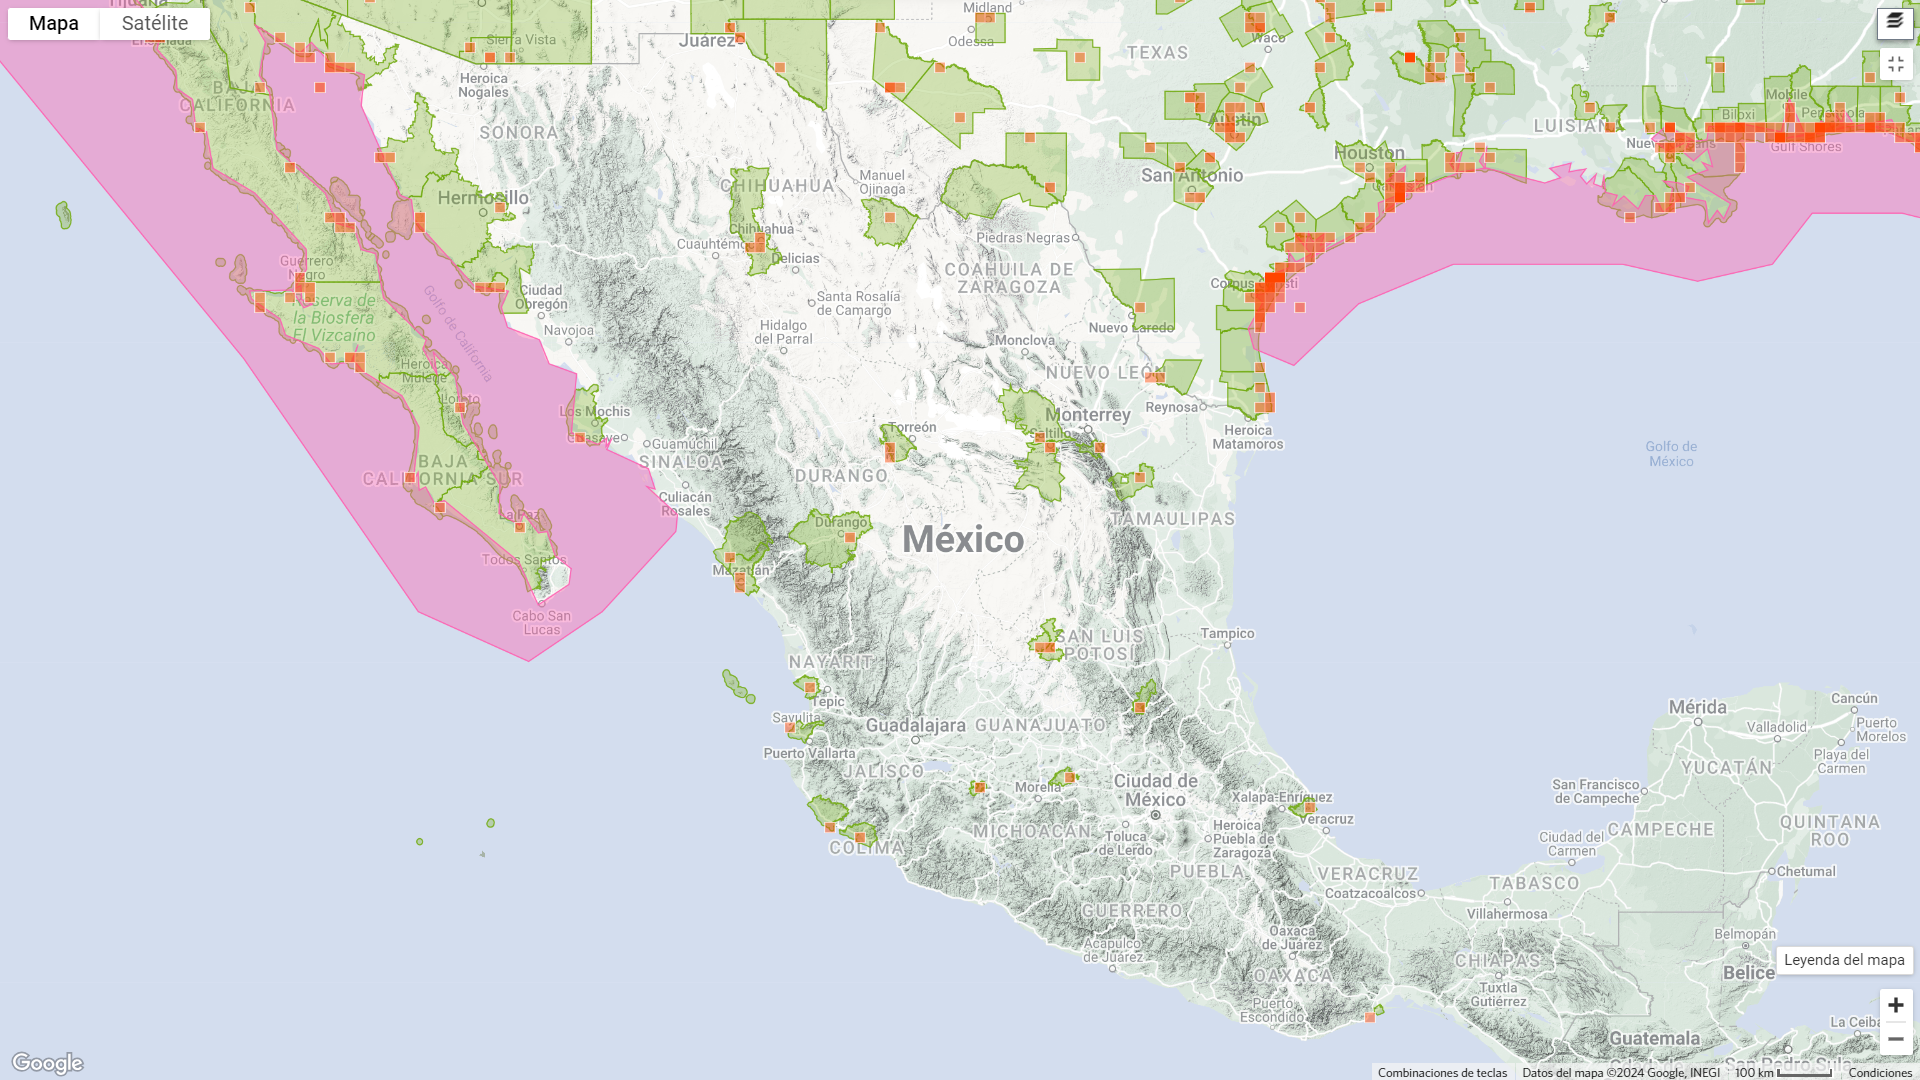 Mapa
Satélite
Tijuana
Ensenada
Sierra Vista
Juárez
Midland
Odessa
TEXAS
Waco
Heroica
Nogales
BAJA
CALIFORNIA
SONORA
Austin
LUISIANA
Mobile
Biloxi
Pensacola
Gulf Shores
Houston
Galveston
San Antonio
CHIHUAHUA
Manuel
Ojinaga
Hermosillo
Chihuahua
Cuauhtémoc
Delicias
Piedras Negras
Guerrero
Negro
COAHUILA DE
ZARAGOZA
Corpus Christi
Ciudad
Obregón
Santa Rosalía
de Camargo
Reserva de
la Biosfera
El Vizcaíno
Golfo de California
Navojoa
Hidalgo
del Parral
Nuevo Laredo
Monclova
Heroica
Mulegé
NUEVO LEÓN
Loreto
Los Mochis
Guasave
Monterrey
Reynosa
Torreón
Saltillo
Heroica
Matamoros
Guamúchil
SINALOA
Golfo de
México
BAJA
CALIFORNIA SUR
DURANGO
Culiacán
Rosales
La Paz
Durango
TAMAULIPAS
México
Todos Santos
Mazatlán
Cabo San
Lucas
Tampico
SAN LUIS
POTOSÍ
NAYARIT
Tepic
Sayulita
Guadalajara
GUANAJUATO
Puerto Vallarta
Mérida
Cancún
Valladolid
Puerto
Morelos
Playa del
Carmen
JALISCO
Morelia
Ciudad de
México
YUCATÁN
San Francisco
de Campeche
Xalapa-Enríquez
Veracruz
COLIMA
MICHOACÁN
Toluca
de Lerdo
Heroica
Puebla de
Zaragoza
CAMPECHE
QUINTANA
ROO
Ciudad del
Carmen
PUEBLA
VERACRUZ
Coatzacoalcos
TABASCO
Chetumal
Villahermosa
GUERRERO
Acapulco
de Juárez
Oaxaca
de Juárez
Belmopán
Belice
CHIAPAS
OAXACA
Tuxtla
Gutiérrez
Puerto
Escondido
Leyenda del mapa
La Ceiba
Guatemala
San Pedro Sula
Google
Combinaciones de teclas
Datos del mapa ©2024 Google, INEGI
100 km
Condiciones